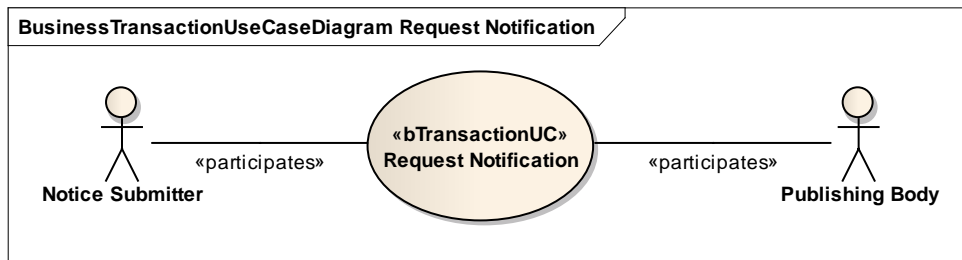 BusinessTransactionUseCaseDiagram Request Notification
«bTransactionUC»
Request Notification
«participates»
«participates»
Notice Submitter
Publishing Body